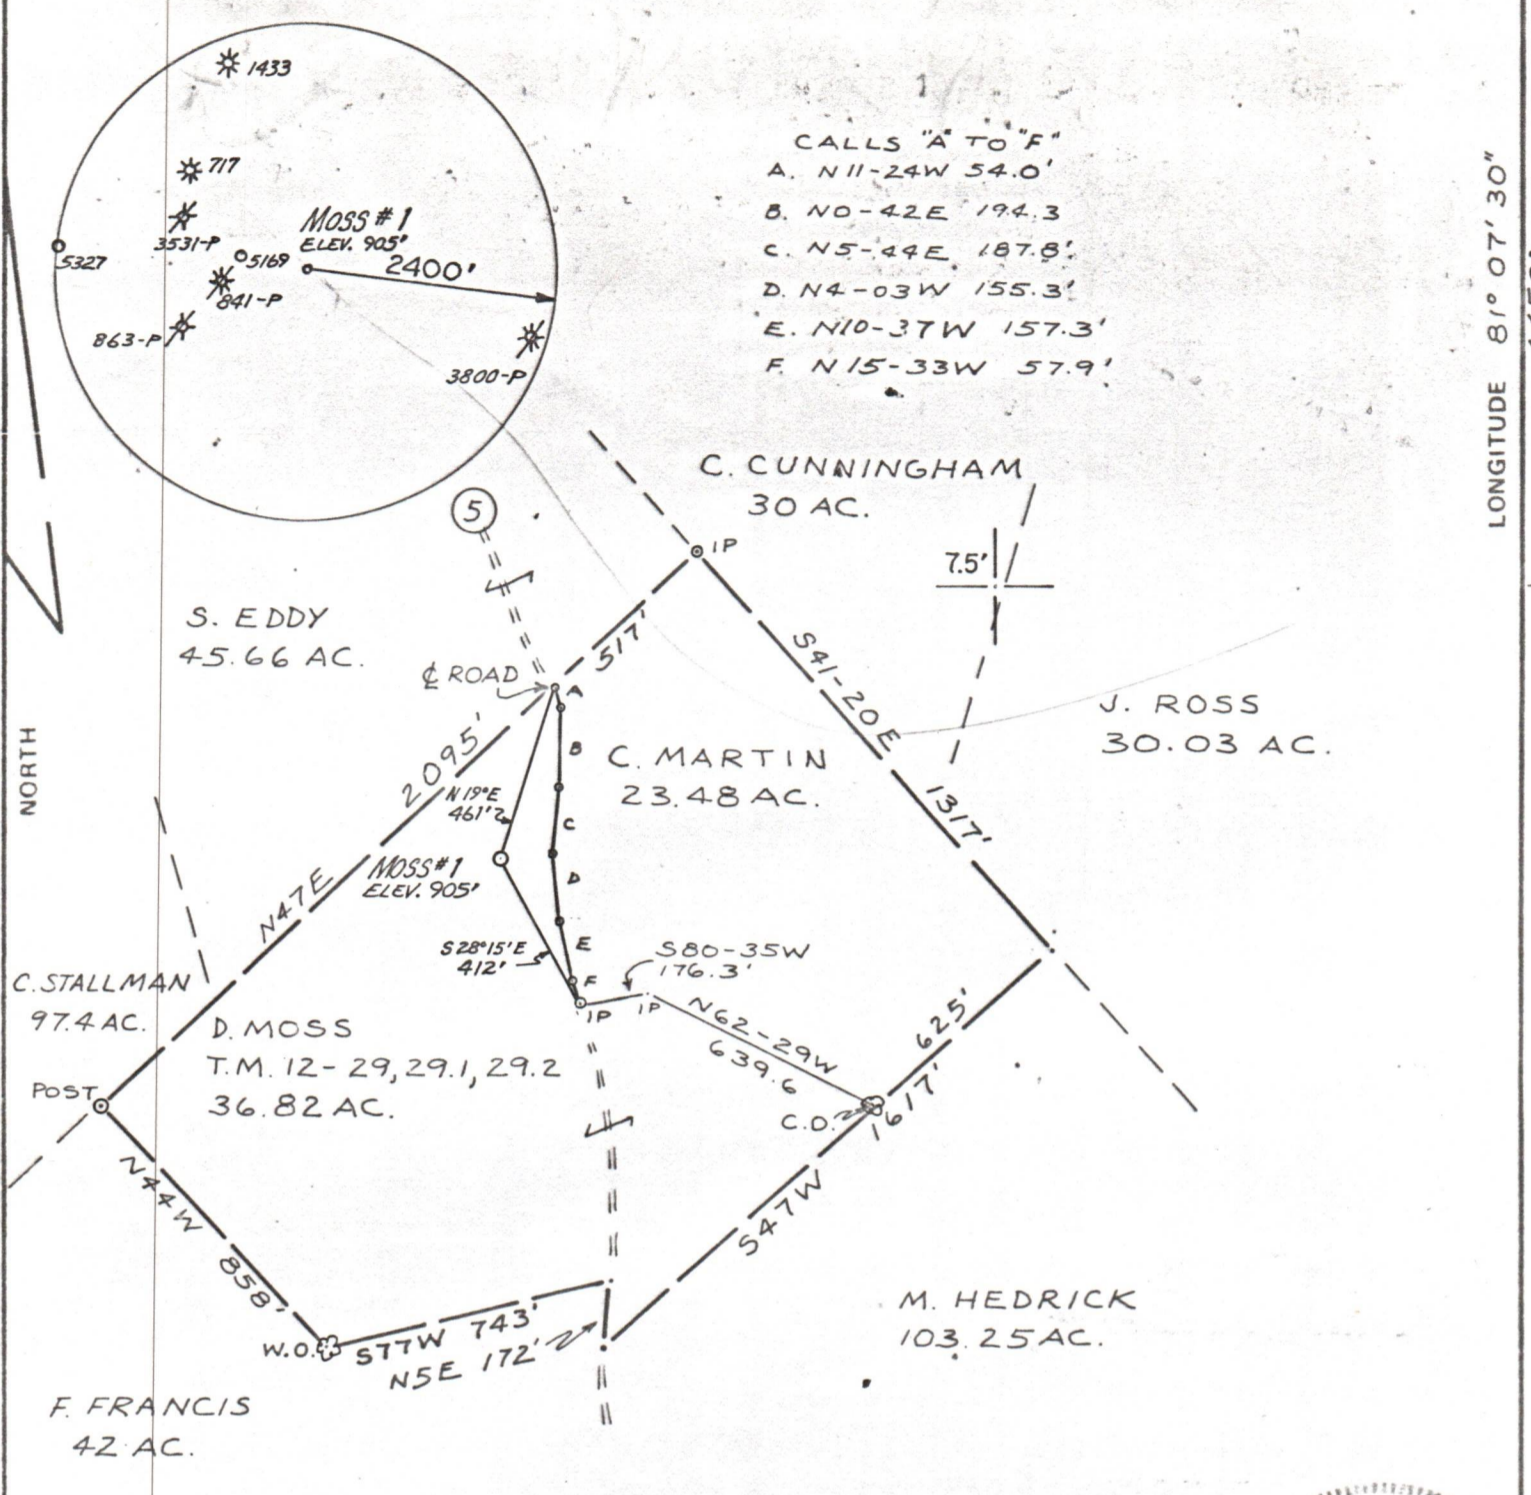 1433
717
3531-P
5327
5169
841-P
863-P
3800-P
MOSS #1
ELEV. 905'
2400'
CALLS "A" TO "F"
A. N11-24W 54.0'
B. N0-42E 194.3
C. N5-44E 187.8'
D. N4-03W 155.3'
E. N10-37W 157.3'
F. N15-33W 57.9'
LONGITUDE 81° 07' 30"
C. CUNNINGHAM
30 AC.
5
IP
7.5'
S. EDDY
45.66 AC.
517'
S41-20E 1317'
℄ ROAD
A
J. ROSS
30.03 AC.
NORTH
N47E 2095'
B
C. MARTIN
23.48 AC.
N19°E
461'
C
MOSS #1
ELEV. 905'
D
E
S28°15'E
412'
S80-35W
176.3'
F
IP
IP
C. STALLMAN
97.4 AC.
N62-29W
639.6
625'
D. MOSS
T.M. 12-29, 29.1, 29.2
36.82 AC.
POST
C.O.
S47W 1617'
N44W 858'
W.O.
S77W 743'
N5E 172'
M. HEDRICK
103.25 AC.
F. FRANCIS
42 AC.